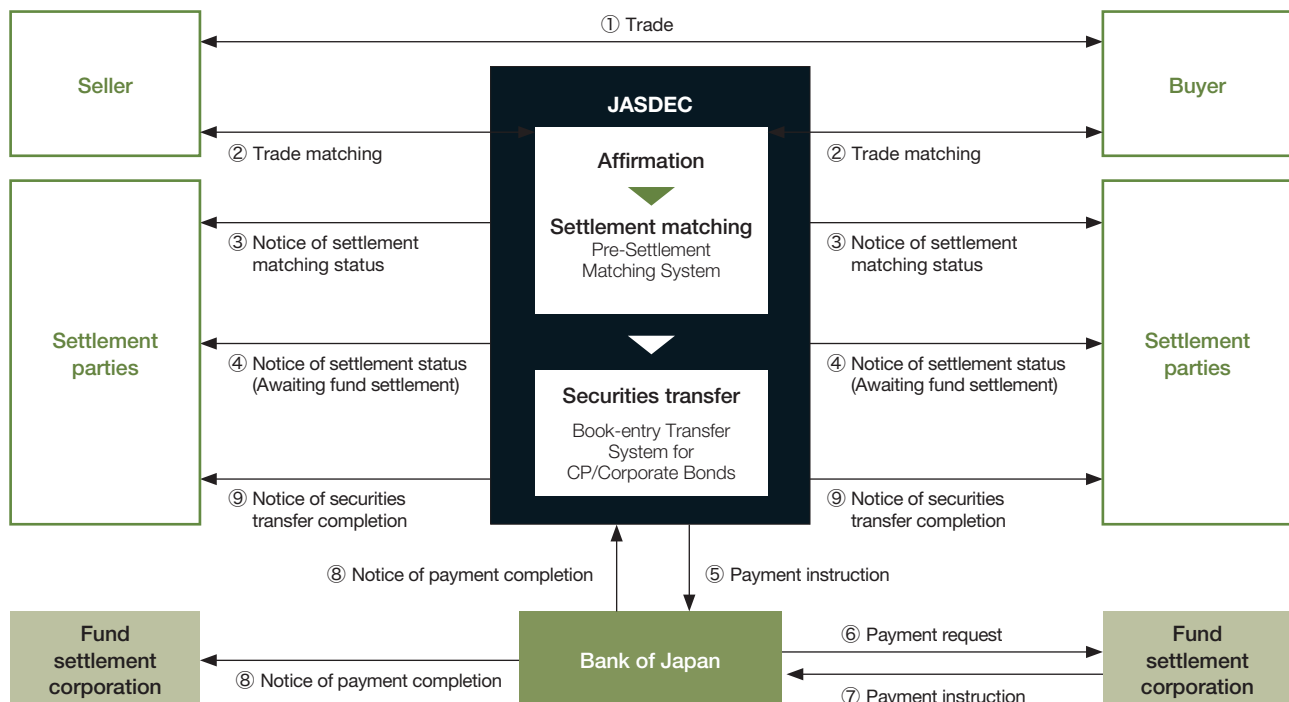 ① Trade
Seller
Buyer
JASDEC
② Trade matching
② Trade matching
Affirmation
Settlement matching
Pre-Settlement
Matching System
③ Notice of settlement
matching status
③ Notice of settlement
matching status
Settlement
parties
Settlement
parties
④ Notice of settlement status
(Awaiting fund settlement)
④ Notice of settlement status
(Awaiting fund settlement)
Securities transfer
Book-entry Transfer
System for
CP/Corporate Bonds
⑨ Notice of securities
transfer completion
⑨ Notice of securities
transfer completion
⑧ Notice of payment completion
⑤ Payment instruction
Fund
settlement
corporation
⑧ Notice of payment completion
Bank of Japan
⑥ Payment request
⑦ Payment instruction
Fund
settlement
corporation